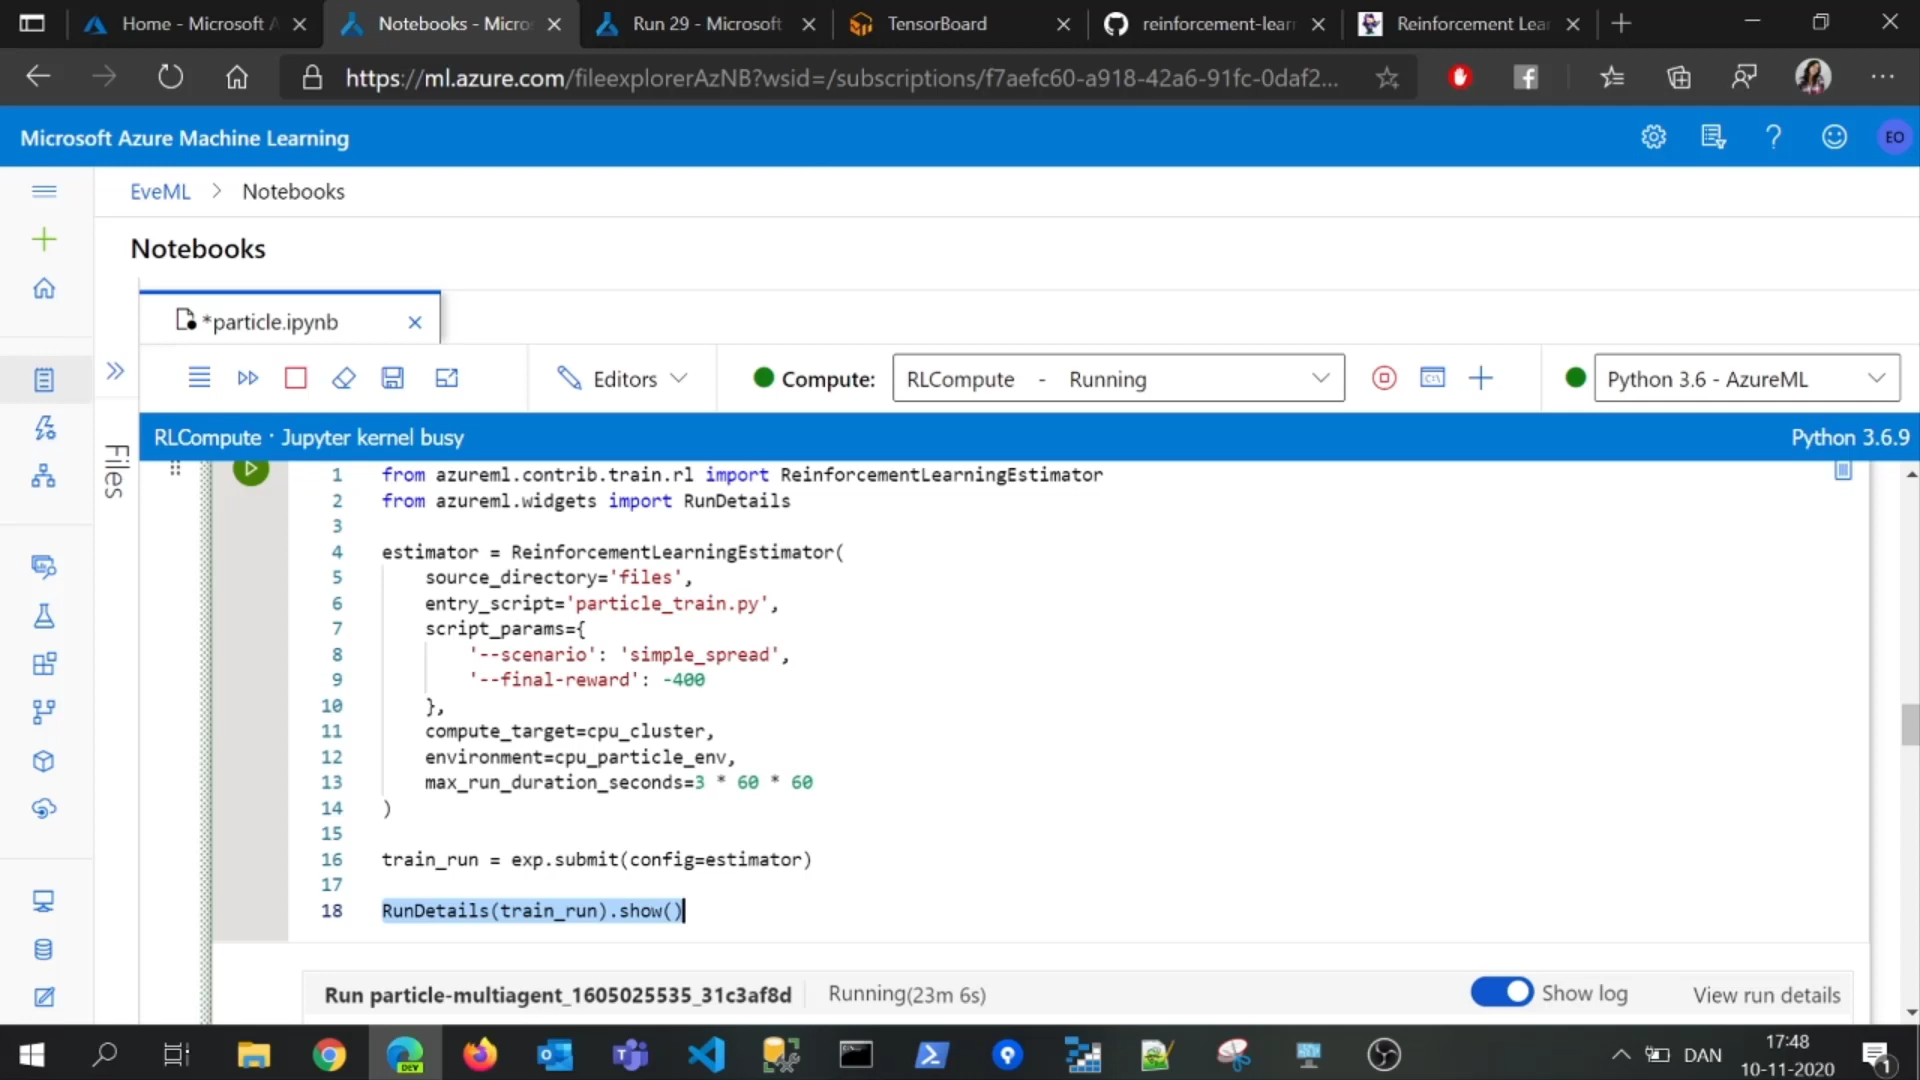 Home - Microsoft A
Notebooks - Micro
Run 29 - Microsoft
TensorBoard
reinforcement-learn
Reinforcement Lea
https://ml.azure.com/fileexplorerAzNB?wsid=/subscriptions/f7aefc60-a918-42a6-91fc-0daf2...
Microsoft Azure Machine Learning
EO
EveML > Notebooks
Notebooks
*particle.ipynb
Editors
Compute:
RLCompute - Running
Python 3.6 - AzureML
RLCompute · Jupyter kernel busy
Python 3.6.9
Files
1 from azureml.contrib.train.rl import ReinforcementLearningEstimator
2 from azureml.widgets import RunDetails
3
4 estimator = ReinforcementLearningEstimator(
5 source_directory='files',
6 entry_script='particle_train.py',
7 script_params={
8 '--scenario': 'simple_spread',
9 '--final-reward': -400
10 },
11 compute_target=cpu_cluster,
12 environment=cpu_particle_env,
13 max_run_duration_seconds=3 * 60 * 60
14 )
15
16 train_run = exp.submit(config=estimator)
17
18 RunDetails(train_run).show()
Run particle-multiagent_1605025535_31c3af8d
Running(23m 6s)
Show log
View run details
DEV
DAN
17:48
10-11-2020
1